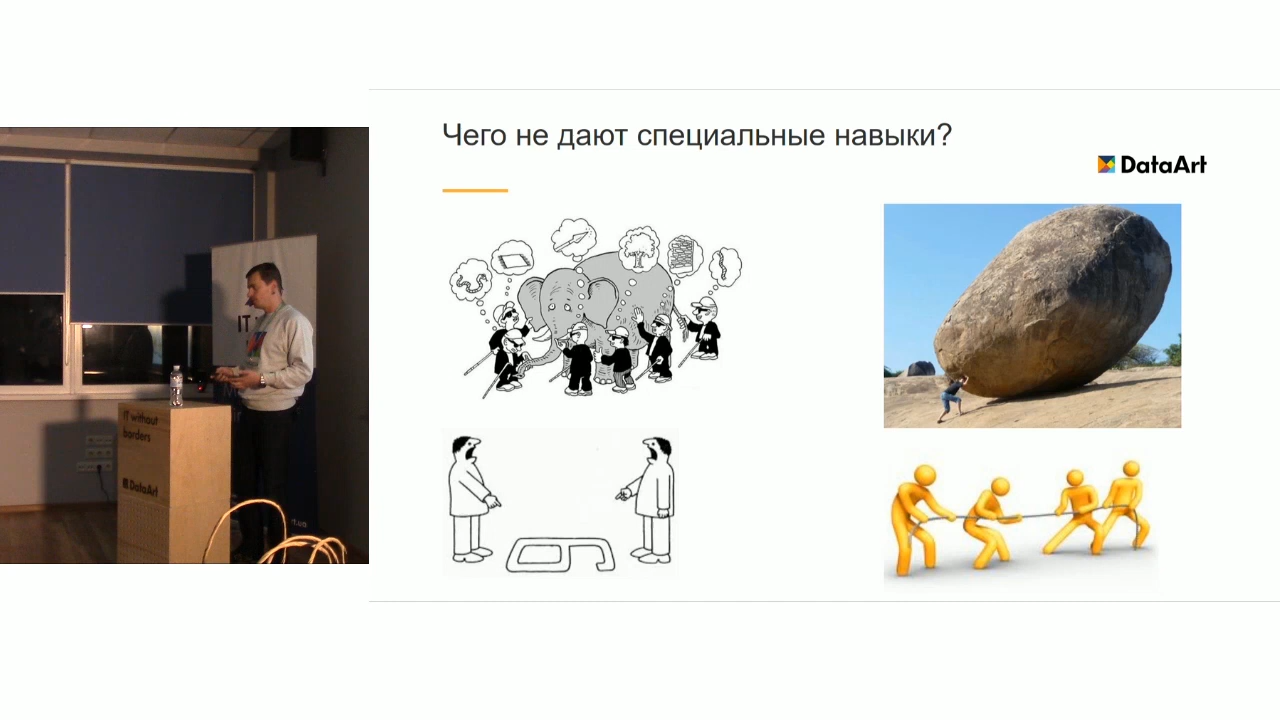 Чего не дают специальные навыки?
DataArt
IT
IT without
borders
DataArt